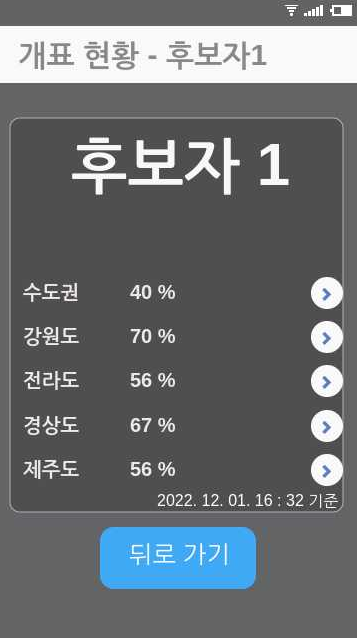 개표 현황 - 후보자1
후보자 1
수도권 40 %
강원도 70 %
전라도 56 %
경상도 67 %
제주도 56 %
2022. 12. 01. 16 : 32 기준
뒤로 가기